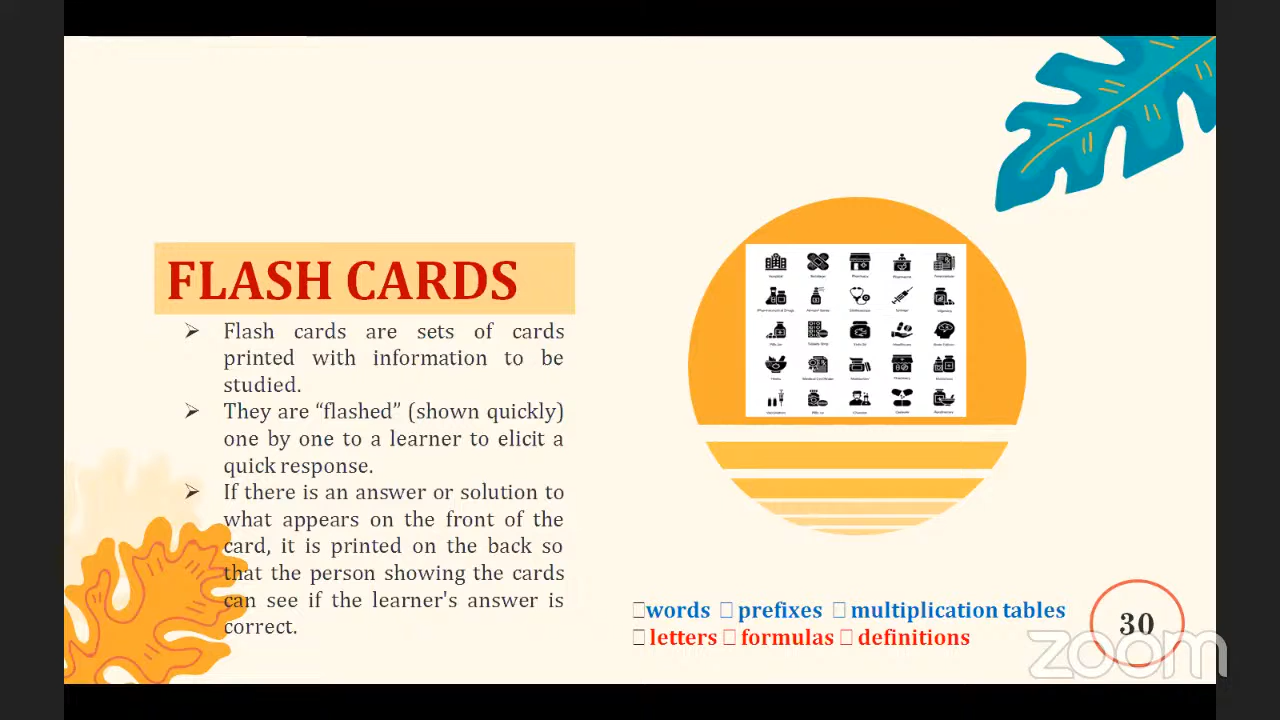 FLASH CARDS
➢ Flash cards are sets of cards
printed with information to be
studied.
➢ They are “flashed” (shown quickly)
one by one to a learner to elicit a
quick response.
➢ If there is an answer or solution to
what appears on the front of the
card, it is printed on the back so
that the person showing the cards
can see if the learner's answer is
correct.
□words □ prefixes □ multiplication tables
□ letters □ formulas □ definitions
30
zoom